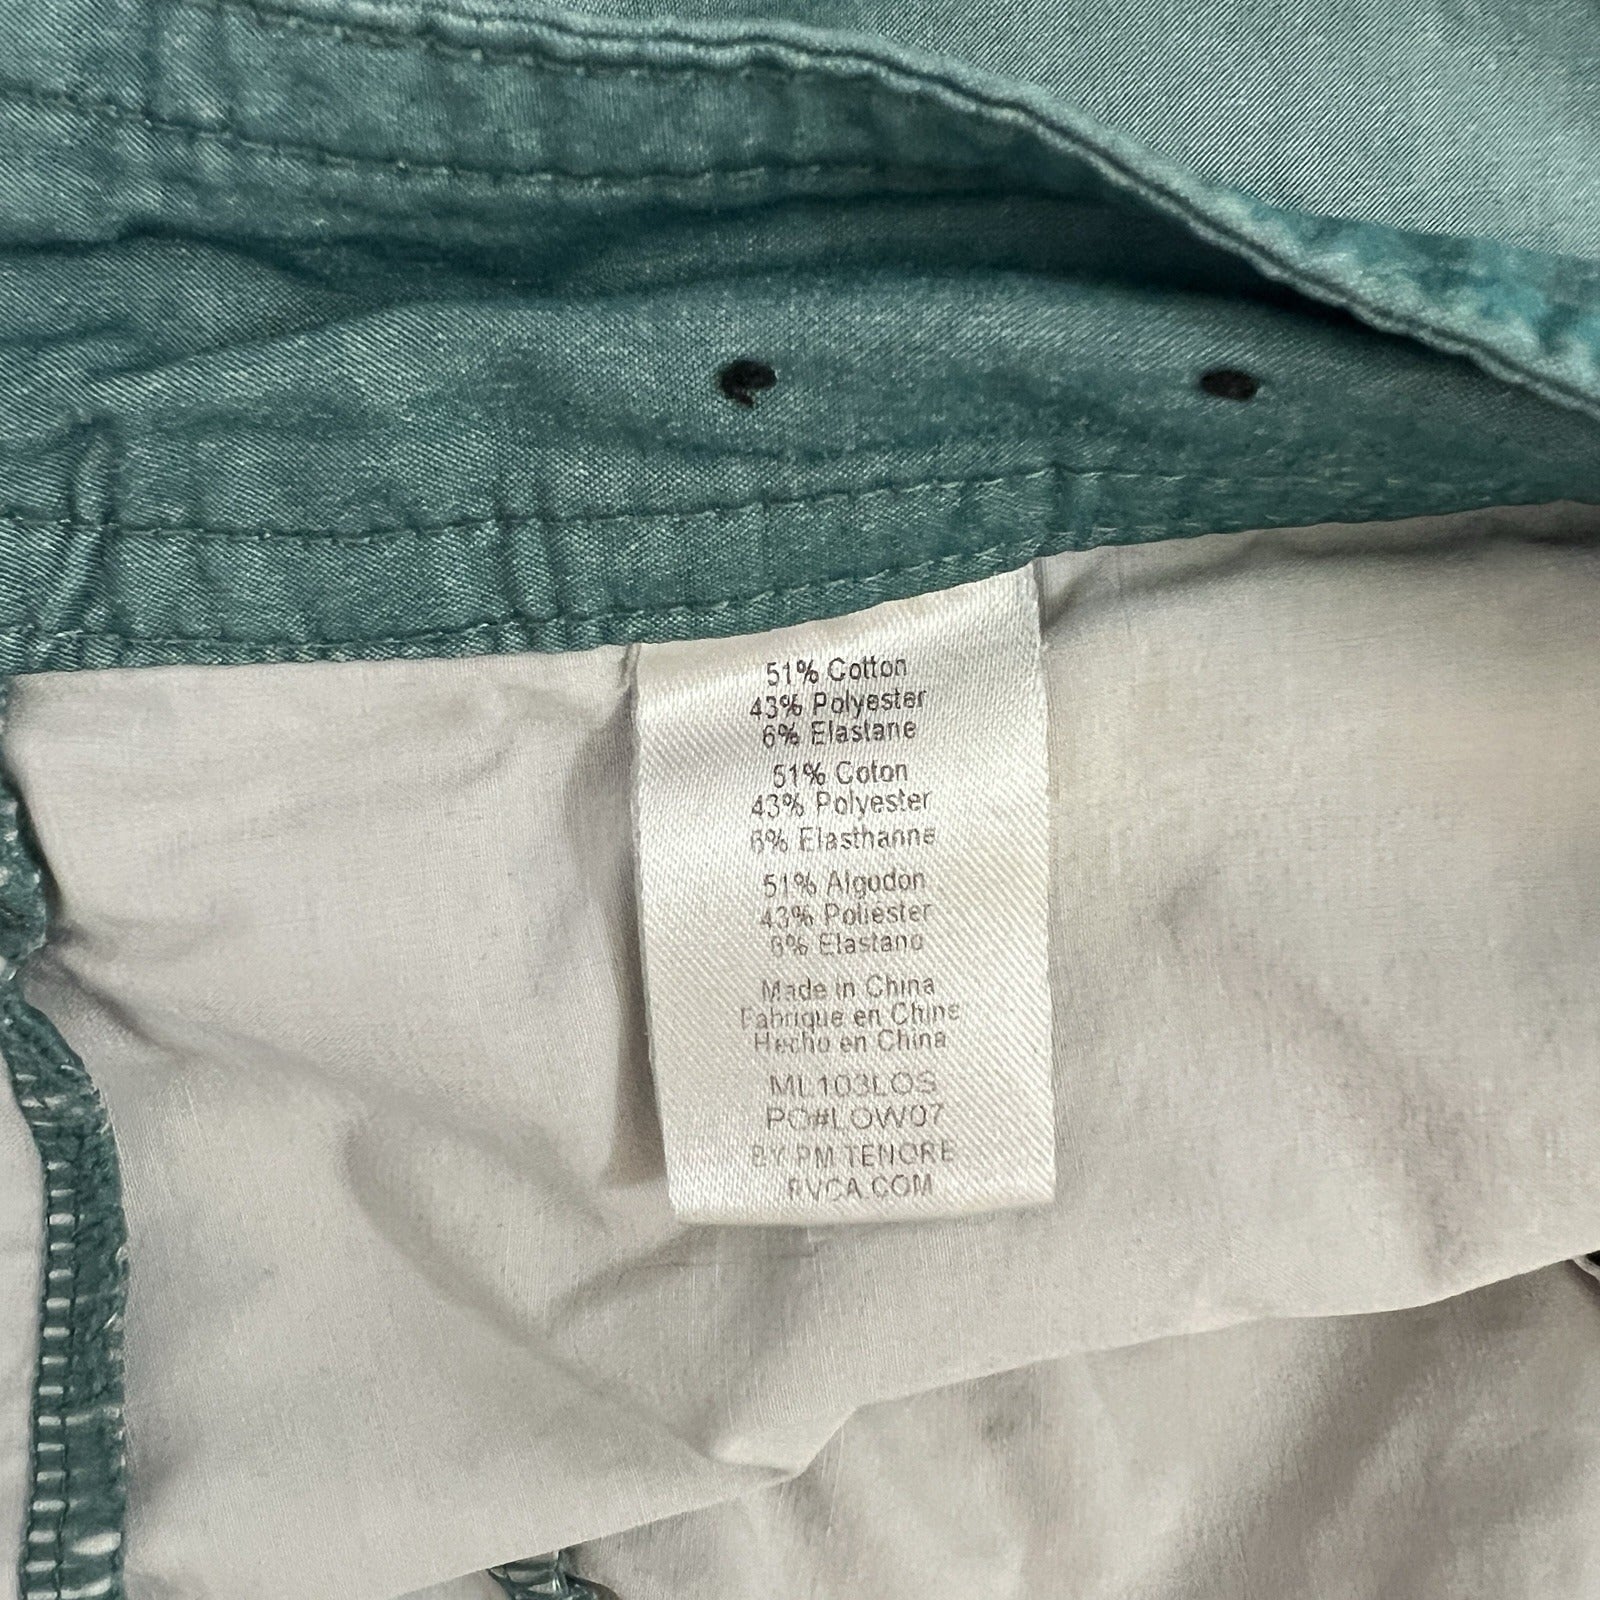 51% Cotton
43% Polyester
6% Elastane
51% Coton
43% Polyester
6% Elasthanne
51% Algodon
43% Poliester
6% Elastano
Made in China
Fabrique en Chine
Hecho en China
ML103LOS
PO#LOW07
BY PM TENORE
RVCA.COM